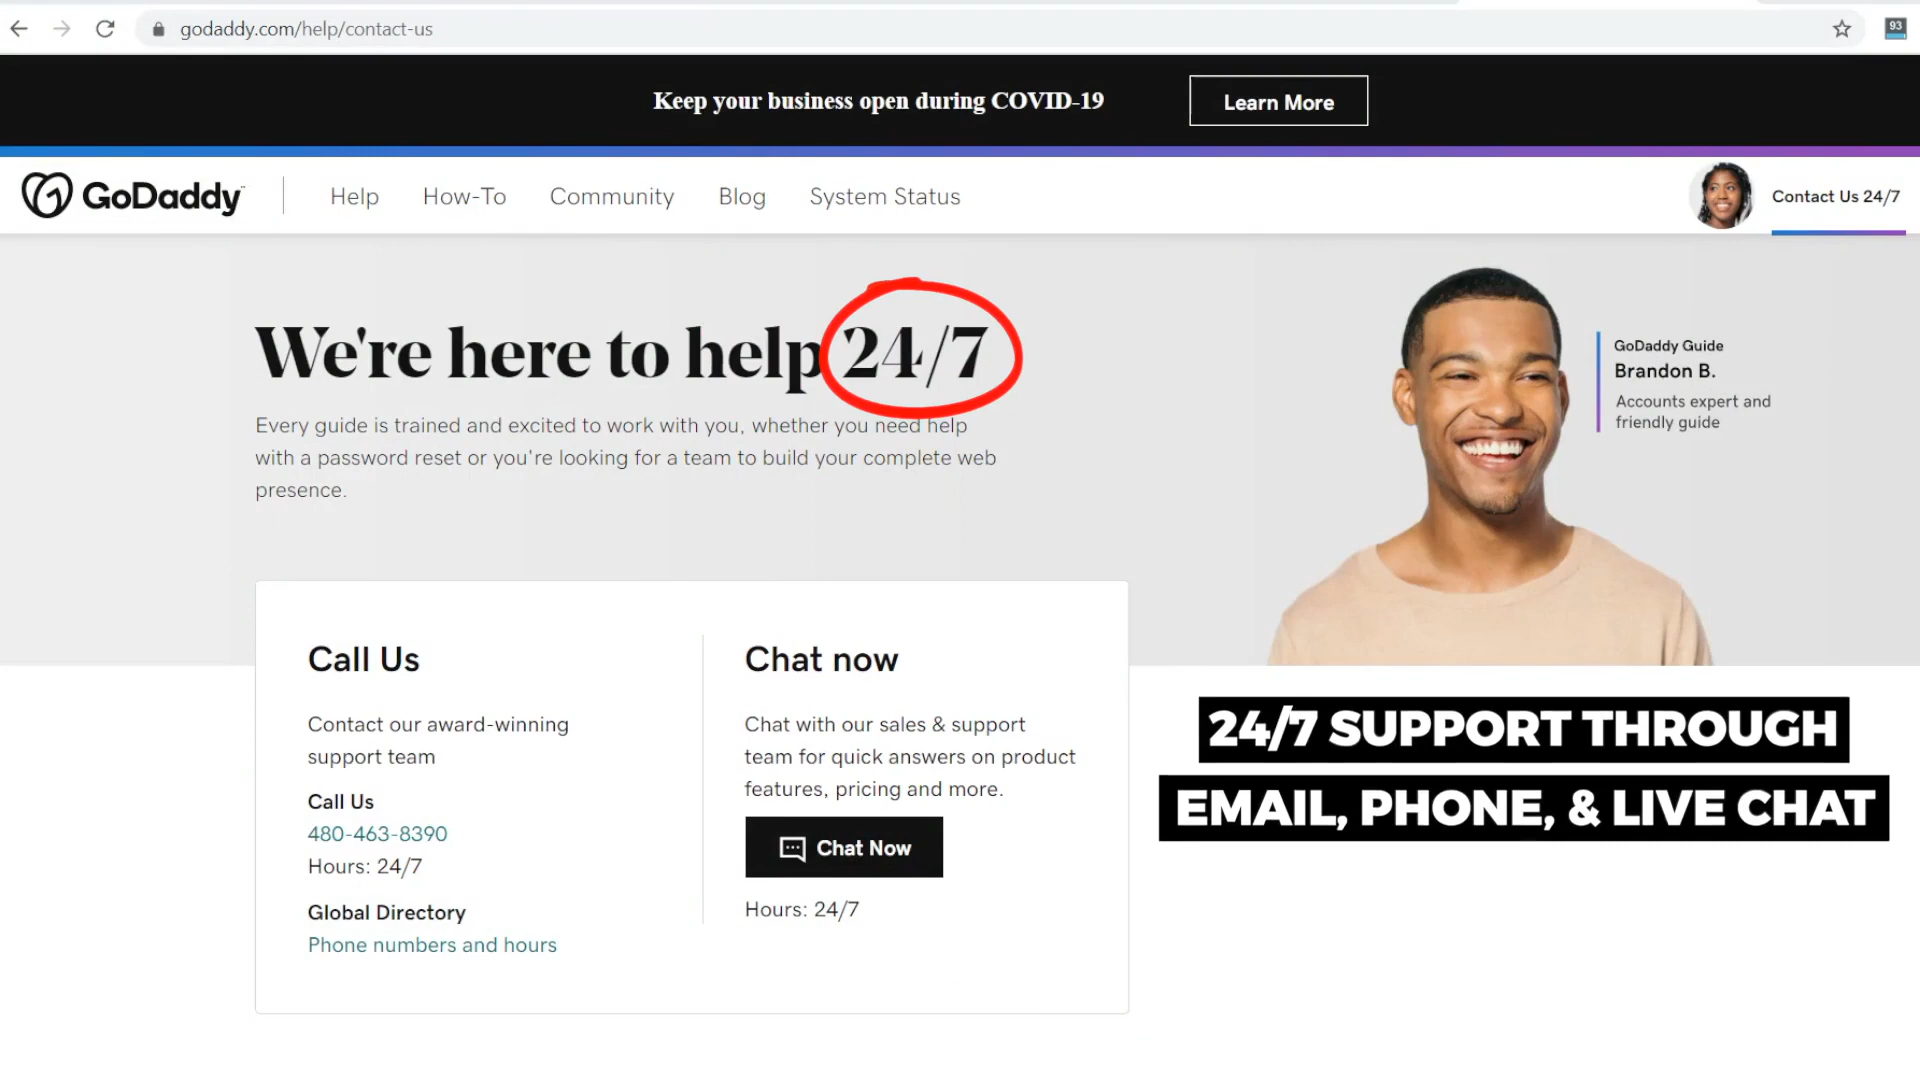 godaddy.com/help/contact-us
93
Keep your business open during COVID-19
Learn More
GoDaddy
Help
How-To
Community
Blog
System Status
Contact Us 24/7
We're here to help 24/7
Every guide is trained and excited to work with you, whether you need help
with a password reset or you're looking for a team to build your complete web
presence.
GoDaddy Guide
Brandon B.
Accounts expert and
friendly guide
Call Us
Contact our award-winning
support team
Call Us
480-463-8390
Hours: 24/7
Global Directory
Phone numbers and hours
Chat now
Chat with our sales & support
team for quick answers on product
features, pricing and more.
Chat Now
Hours: 24/7
24/7 SUPPORT THROUGH
EMAIL, PHONE, & LIVE CHAT